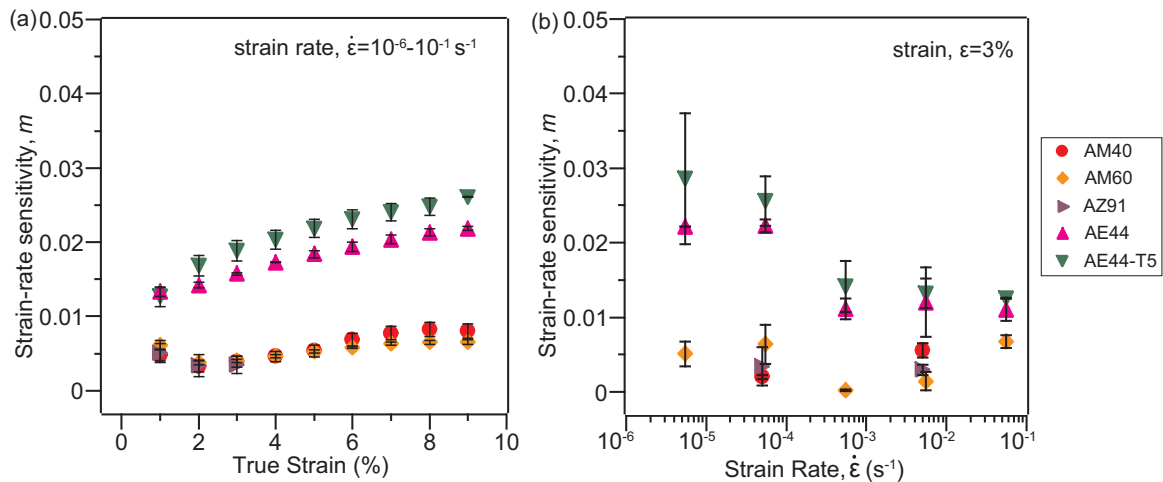 (a)
strain rate, ε̇=10⁻⁶-10⁻¹ s⁻¹
Strain-rate sensitivity, m
0.05
0.04
0.03
0.02
0.01
0
0 2 4 6 8 10
True Strain (%)
(b)
strain, ε=3%
Strain-rate sensitivity, m
0.05
0.04
0.03
0.02
0.01
0
10⁻⁶ 10⁻⁵ 10⁻⁴ 10⁻³ 10⁻² 10⁻¹
Strain Rate, ε̇ (s⁻¹)
AM40
AM60
AZ91
AE44
AE44-T5